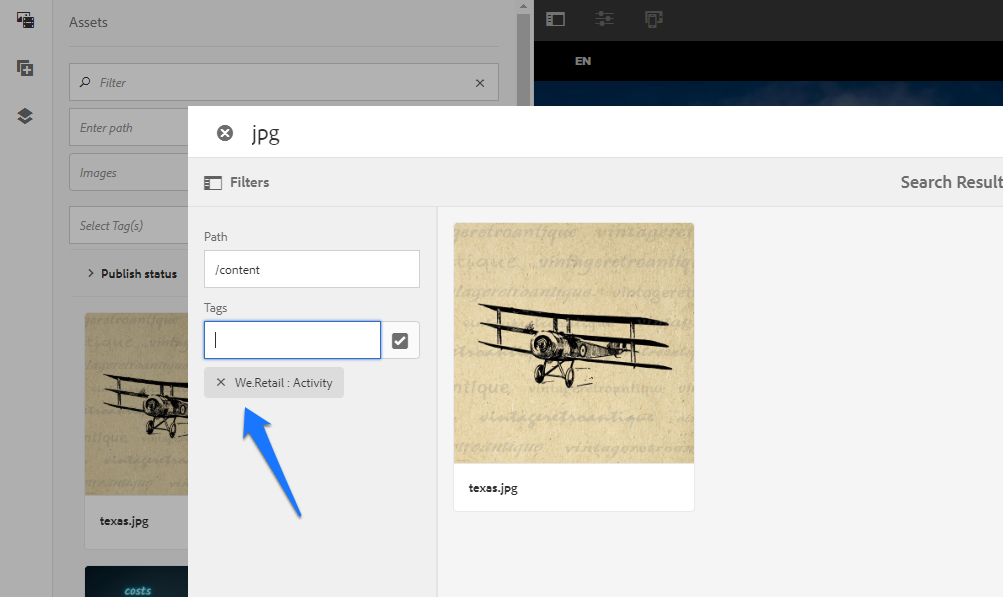 Assets
EN
Filter
Enter path
Images
Select Tag(s)
Publish status
texas.jpg
costs
jpg
Filters
Search Result
Path
/content
Tags
We.Retail : Activity
texas.jpg